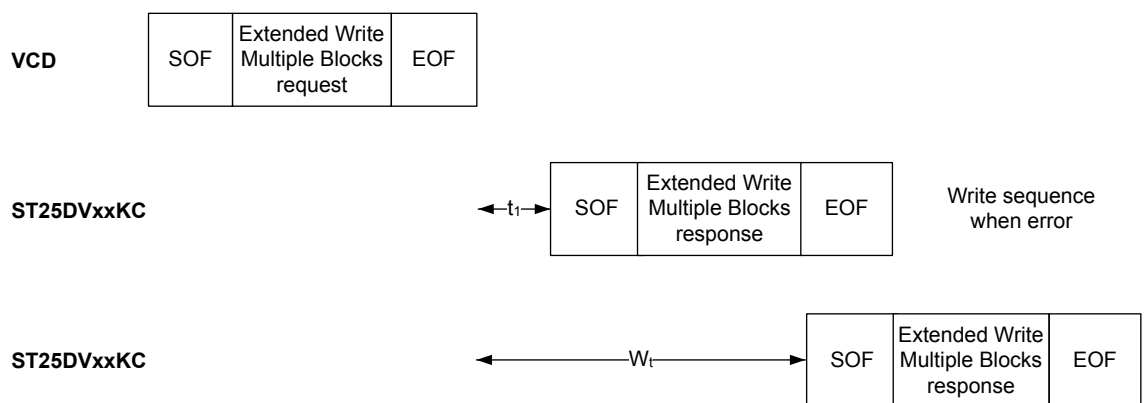 VCD
SOF
Extended Write
Multiple Blocks
request
EOF
ST25DVxxKC
t1
SOF
Extended Write
Multiple Blocks
response
EOF
Write sequence
when error
ST25DVxxKC
Wt
SOF
Extended Write
Multiple Blocks
response
EOF